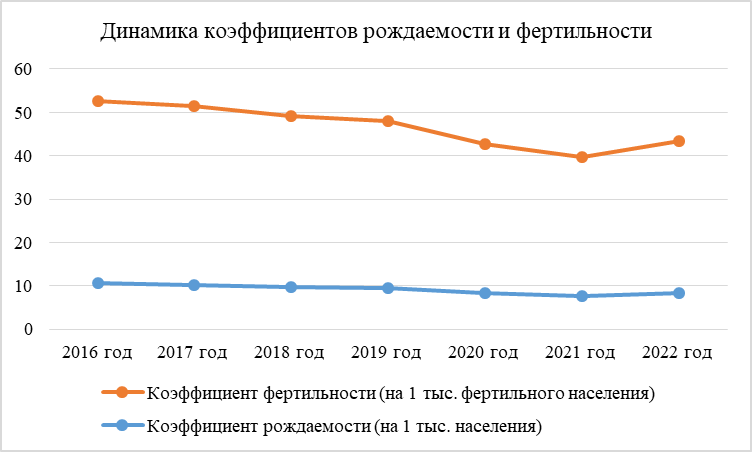 Динамика коэффициентов рождаемости и фертильности
60
50
40
30
20
10
0
2016 год 2017 год 2018 год 2019 год 2020 год 2021 год 2022 год
Коэффициент фертильности (на 1 тыс. фертильного населения)
Коэффициент рождаемости (на 1 тыс. населения)